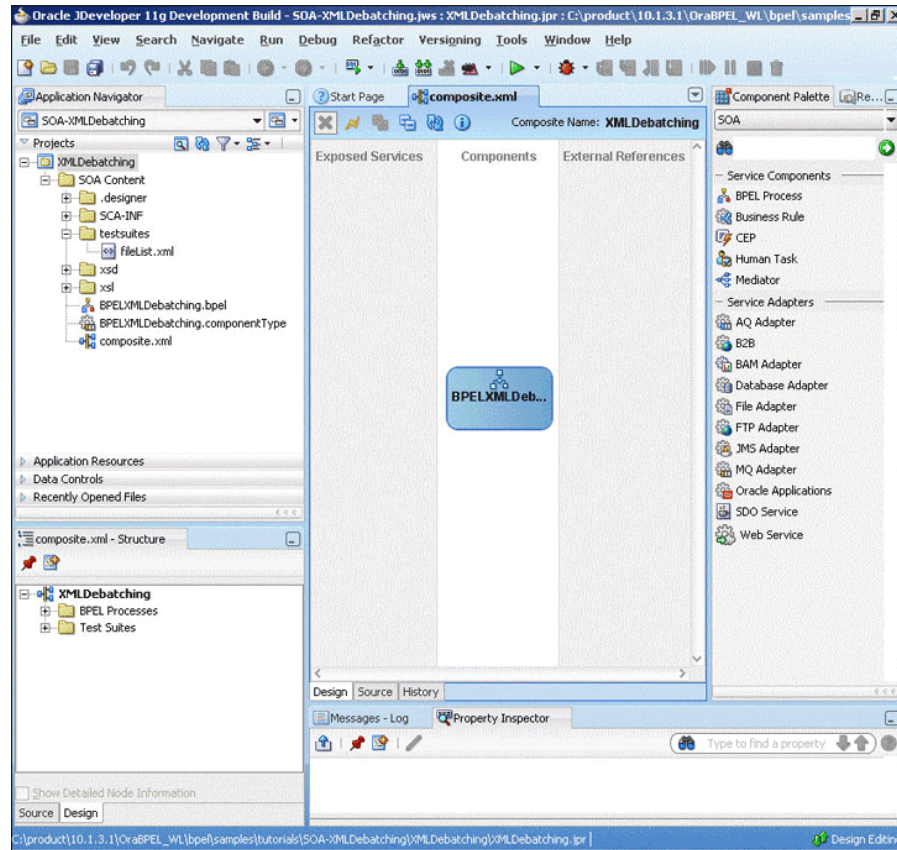 Oracle JDeveloper 11g Development Build - SOA-XMLDebatching.jws : XMLDebatching.jpr : C:\product\10.1.3.1\OraBPEL_WL\bpel\samples
File Edit View Search Navigate Run Debug Refactor Versioning Tools Window Help
Application Navigator
SOA-XMLDebatching
Projects
XMLDebatching
SOA Content
.designer
SCA-INF
testsuites
fileList.xml
xsd
xsl
BPELXMLDebatching.bpel
BPELXMLDebatching.componentType
composite.xml
Application Resources
Data Controls
Recently Opened Files
composite.xml - Structure
XMLDebatching
BPEL Processes
Test Suites
Show Detailed Node Information
Source Design
Start Page composite.xml
Composite Name: XMLDebatching
Exposed Services Components External References
BPELXMLDeb...
Design Source History
Messages - Log Property Inspector
Type to find a property
Component Palette Re...
SOA
Service Components
BPEL Process
Business Rule
CEP
Human Task
Mediator
Service Adapters
AQ Adapter
B2B
BAM Adapter
Database Adapter
File Adapter
FTP Adapter
JMS Adapter
MQ Adapter
Oracle Applications
SDO Service
Web Service
C:\product\10.1.3.1\OraBPEL_WL\bpel\samples\tutorials\SOA-XMLDebatching\XMLDebatching\XMLDebatching.jpr Design Editin